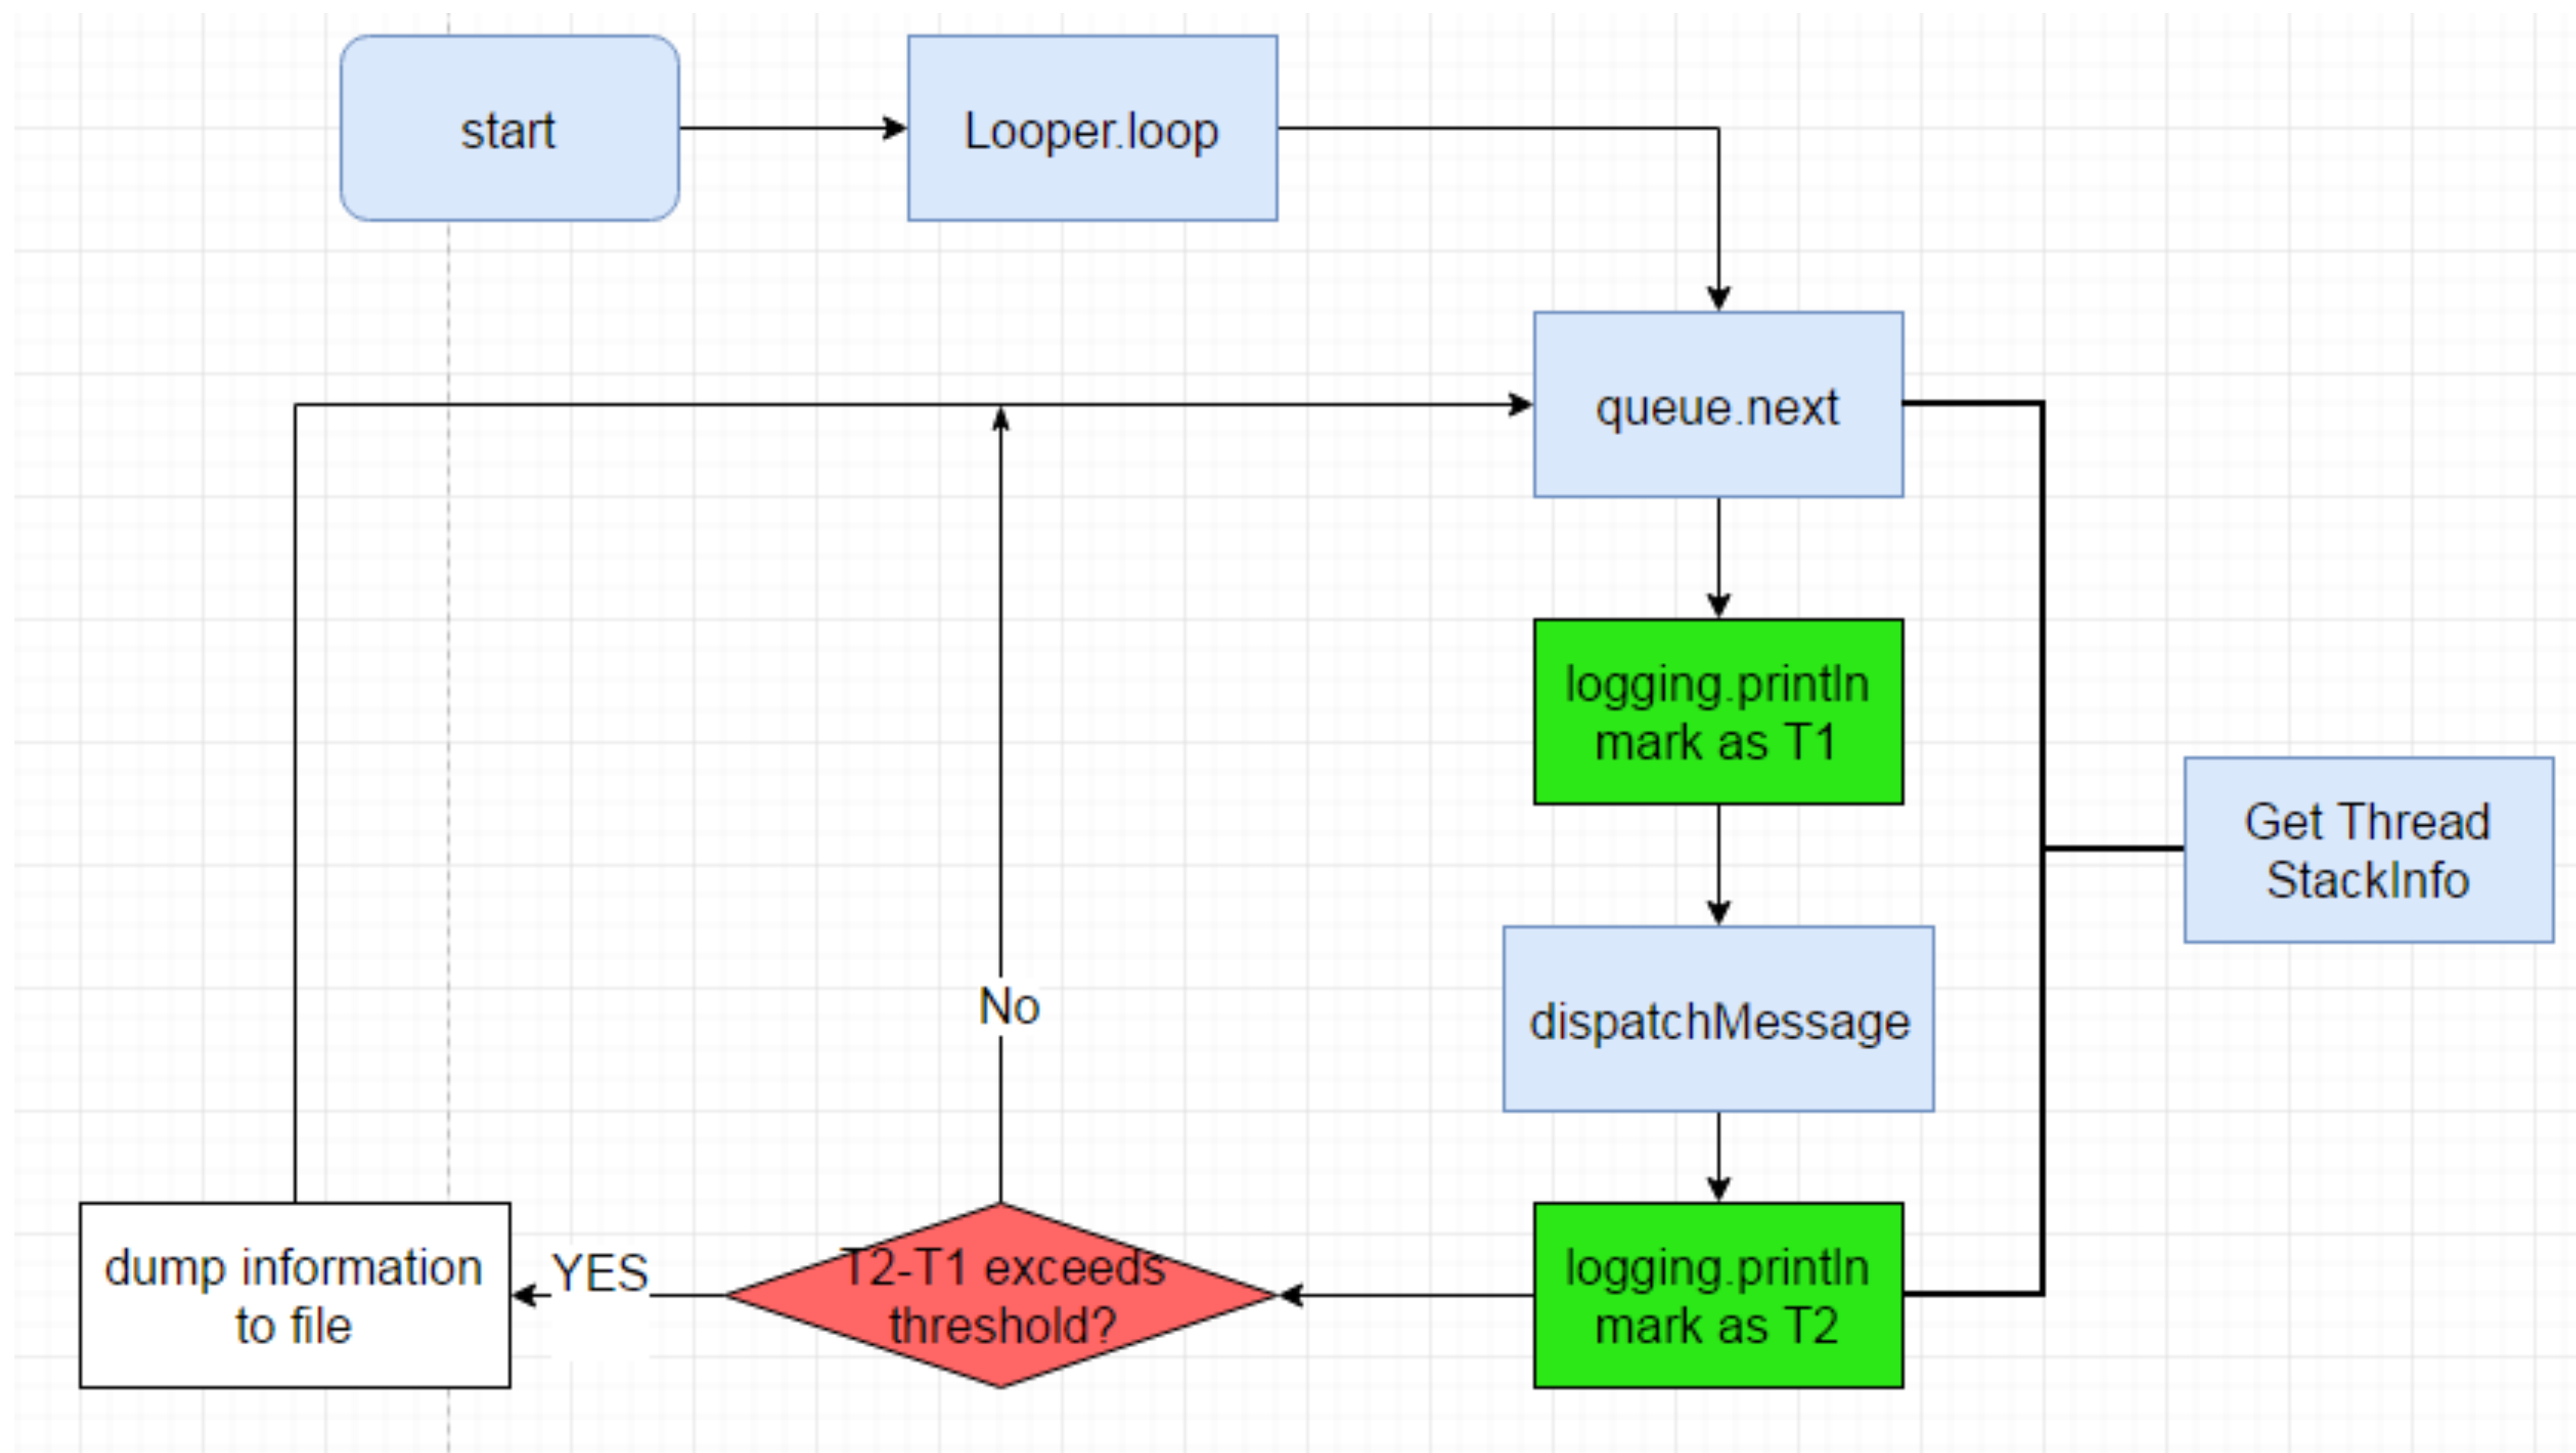 start
Looper.loop
queue.next
logging.println
mark as T1
Get Thread
StackInfo
dispatchMessage
No
logging.println
mark as T2
T2-T1 exceeds
threshold?
YES
dump information
to file